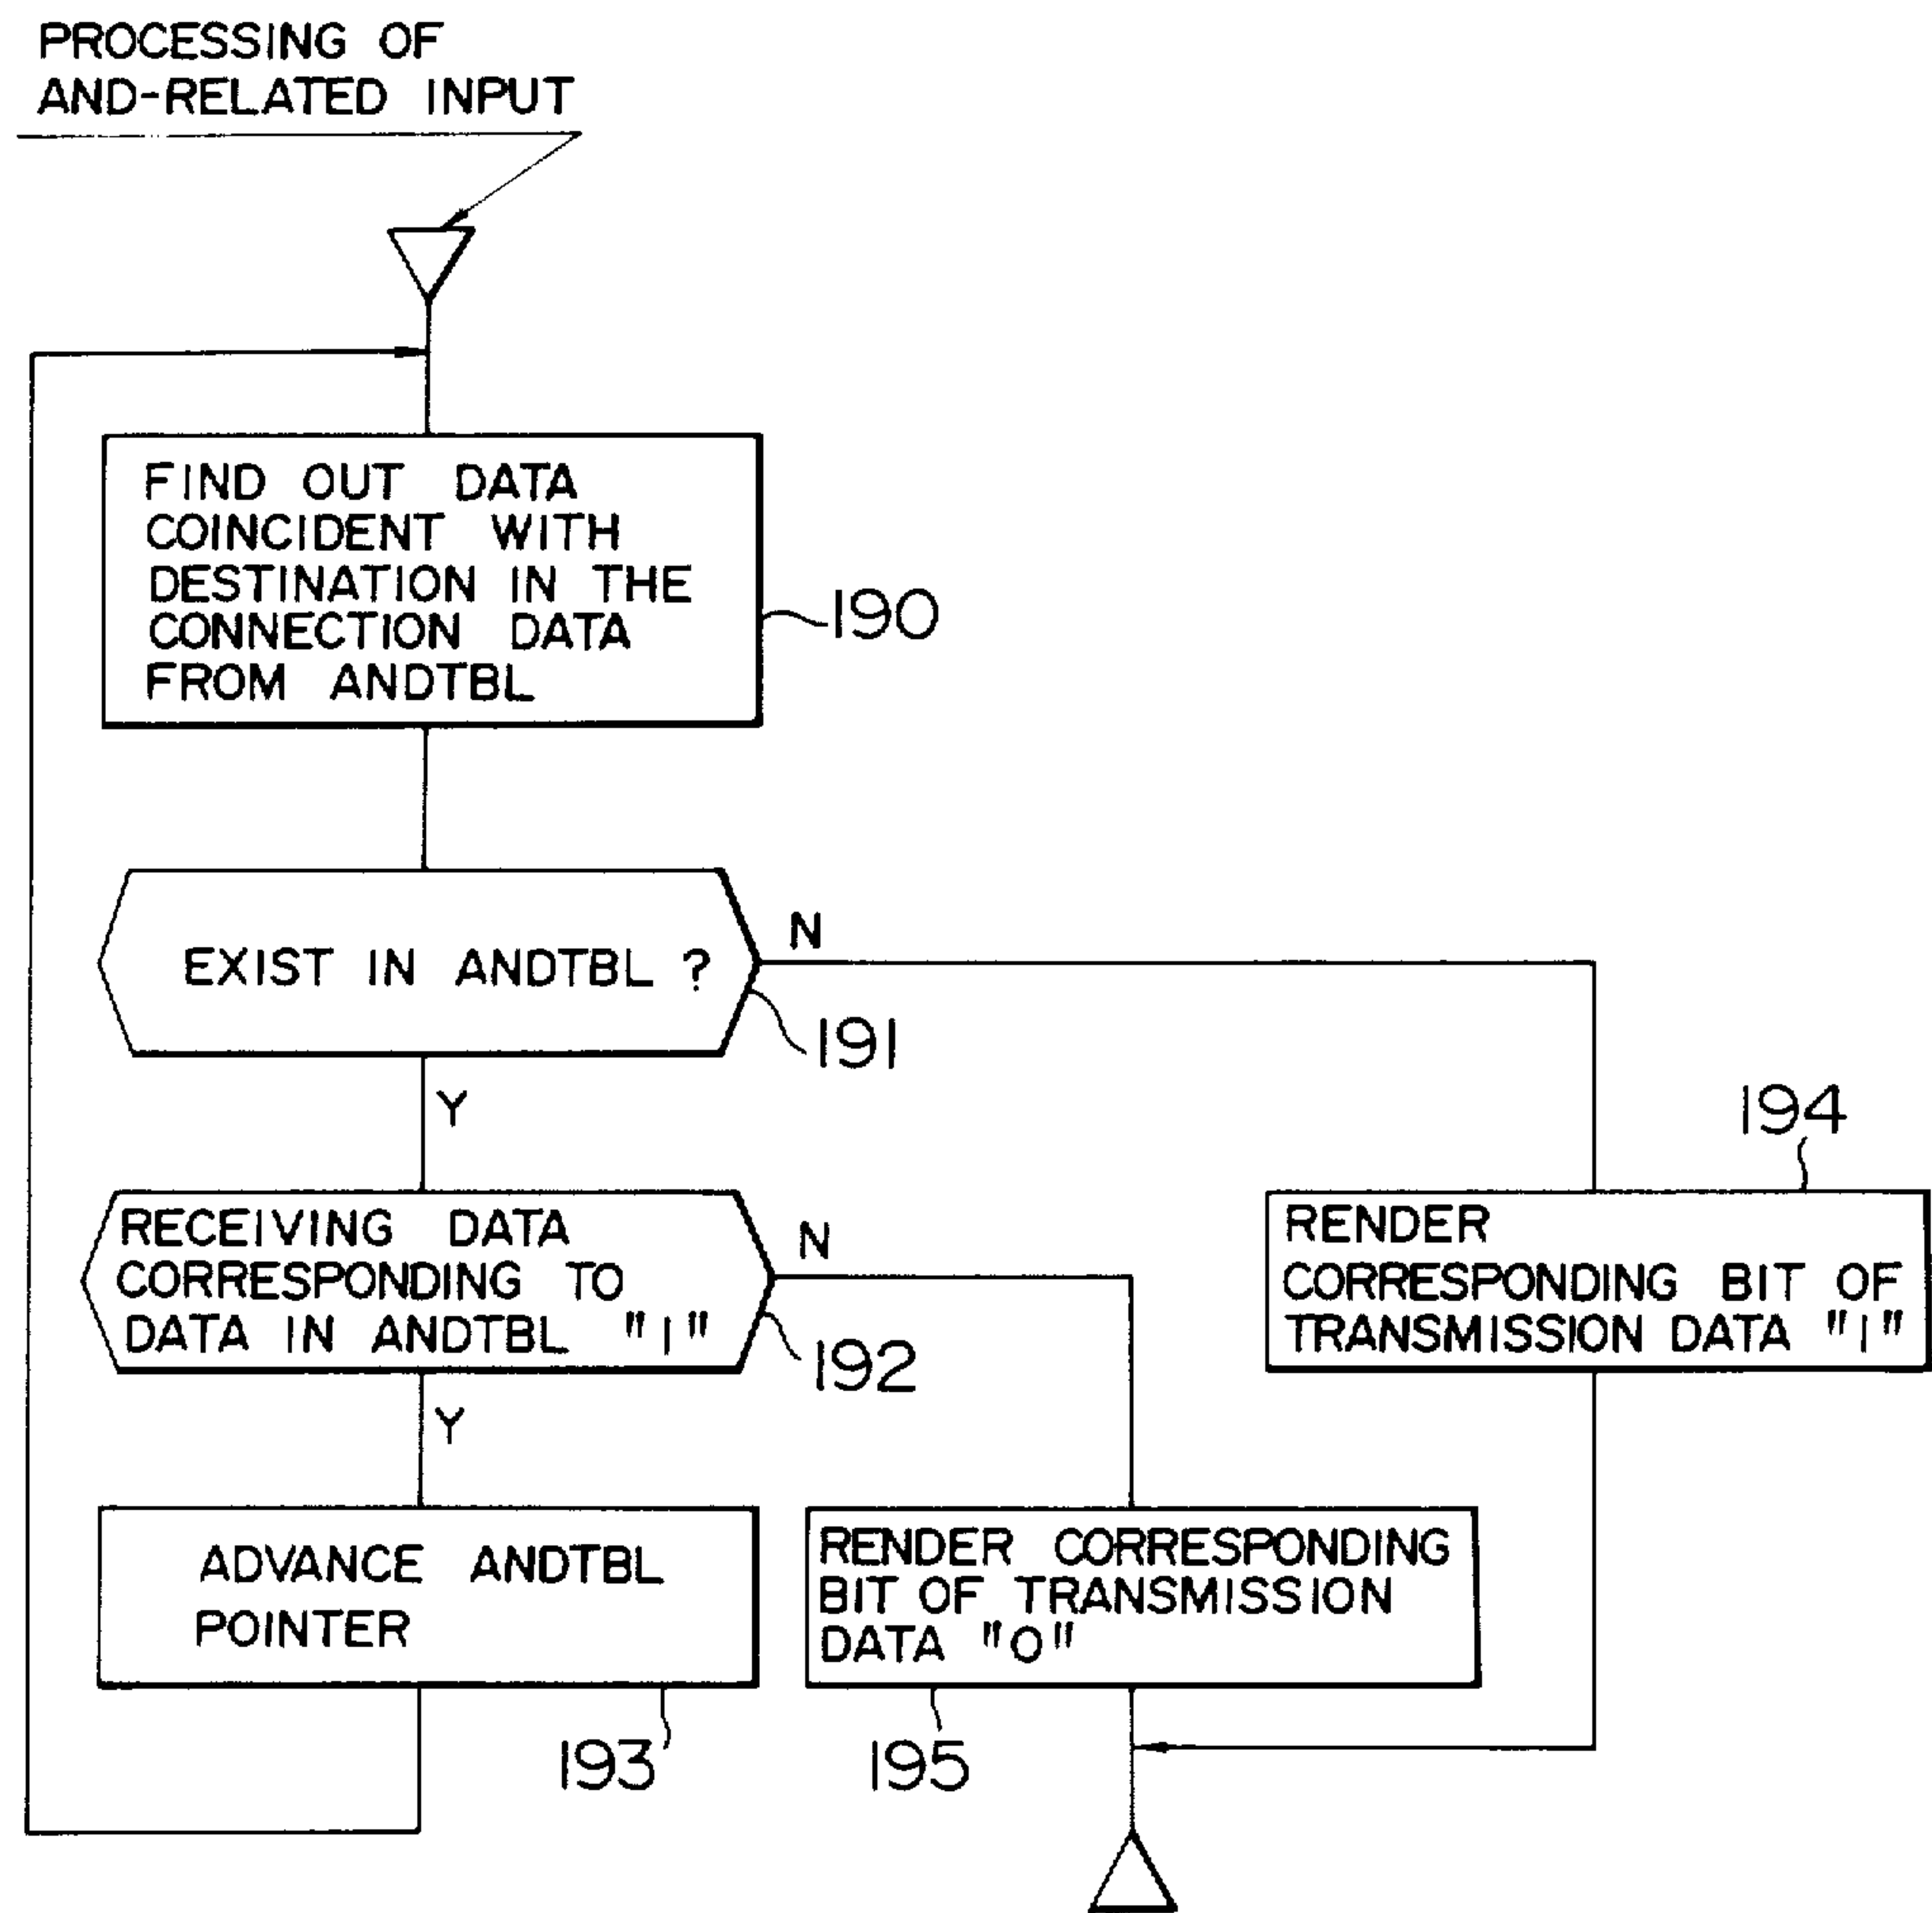 PROCESSING OF
AND-RELATED INPUT
FIND OUT DATA
COINCIDENT WITH
DESTINATION IN THE
CONNECTION DATA
FROM ANDTBL
190
EXIST IN ANDTBL ?
N
191
Y
RECEIVING DATA
CORRESPONDING TO
DATA IN ANDTBL "1"
N
192
Y
194
RENDER
CORRESPONDING BIT OF
TRANSMISSION DATA "1"
ADVANCE ANDTBL
POINTER
193
RENDER CORRESPONDING
BIT OF TRANSMISSION
DATA "0"
195